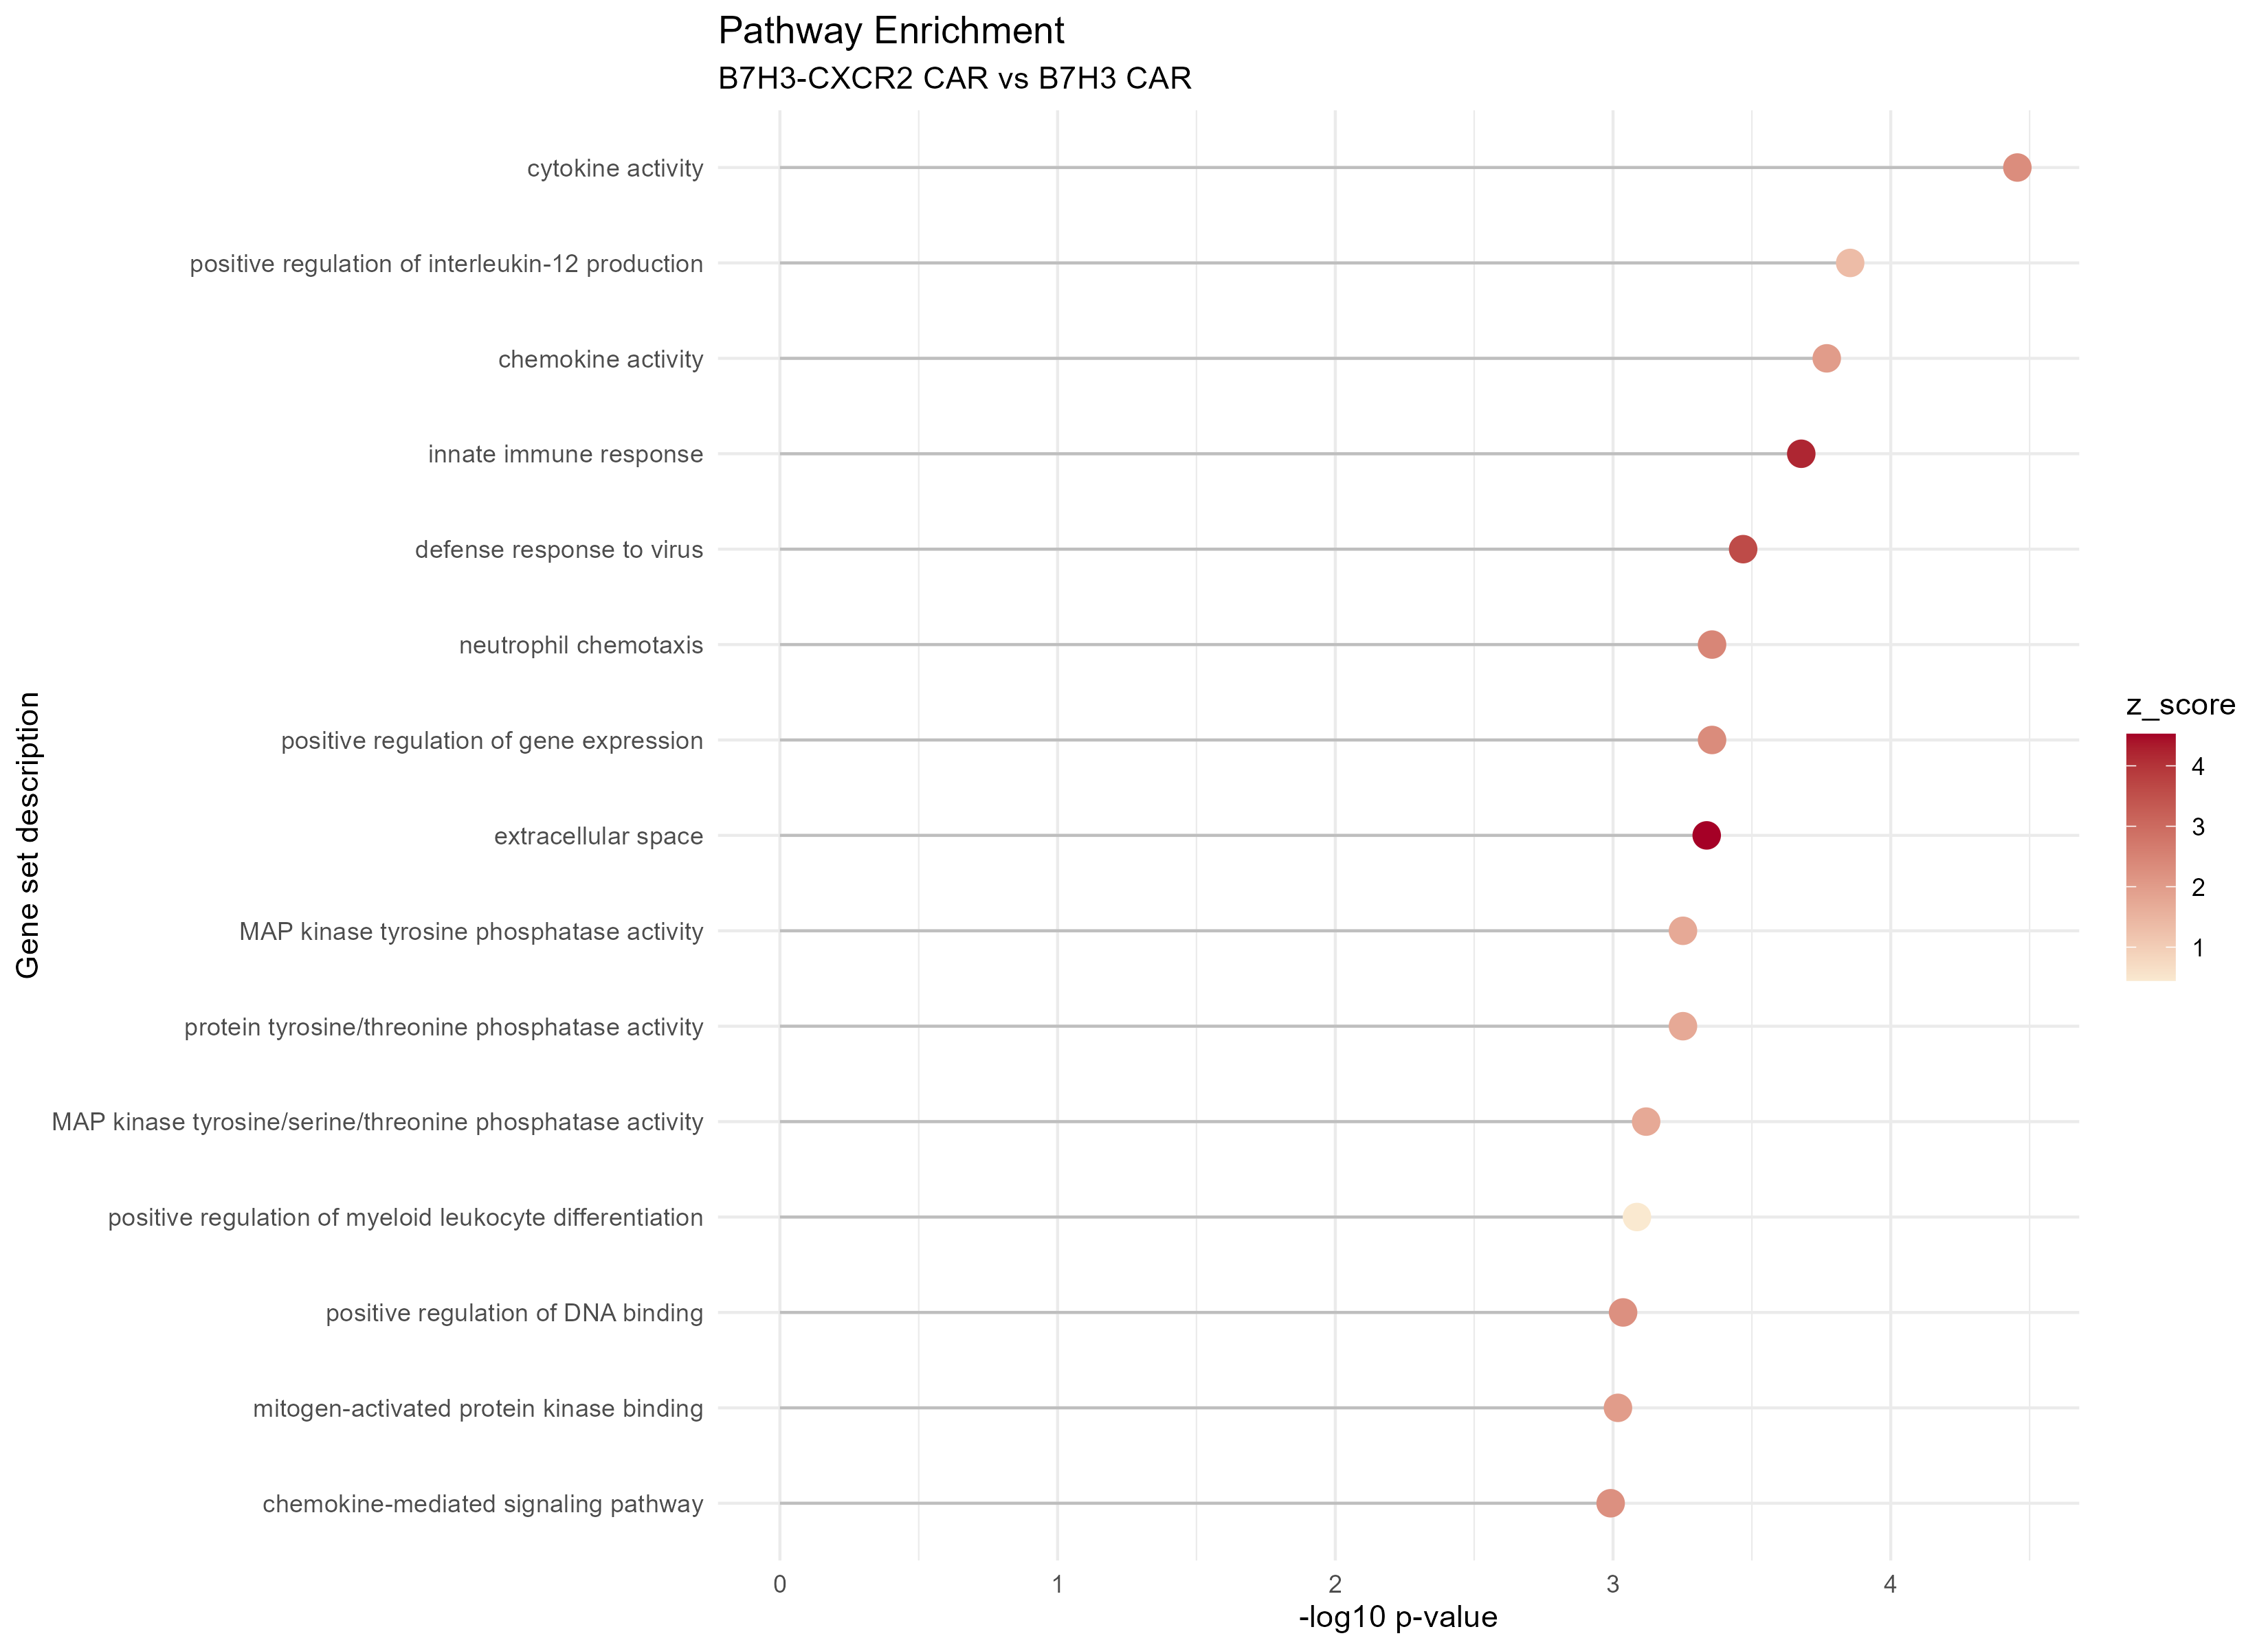 Pathway Enrichment
B7H3-CXCR2 CAR vs B7H3 CAR
Gene set description
cytokine activity
positive regulation of interleukin-12 production
chemokine activity
innate immune response
defense response to virus
neutrophil chemotaxis
positive regulation of gene expression
extracellular space
MAP kinase tyrosine phosphatase activity
protein tyrosine/threonine phosphatase activity
MAP kinase tyrosine/serine/threonine phosphatase activity
positive regulation of myeloid leukocyte differentiation
positive regulation of DNA binding
mitogen-activated protein kinase binding
chemokine-mediated signaling pathway
0 1 2 3 4
-log10 p-value
z_score
4
3
2
1